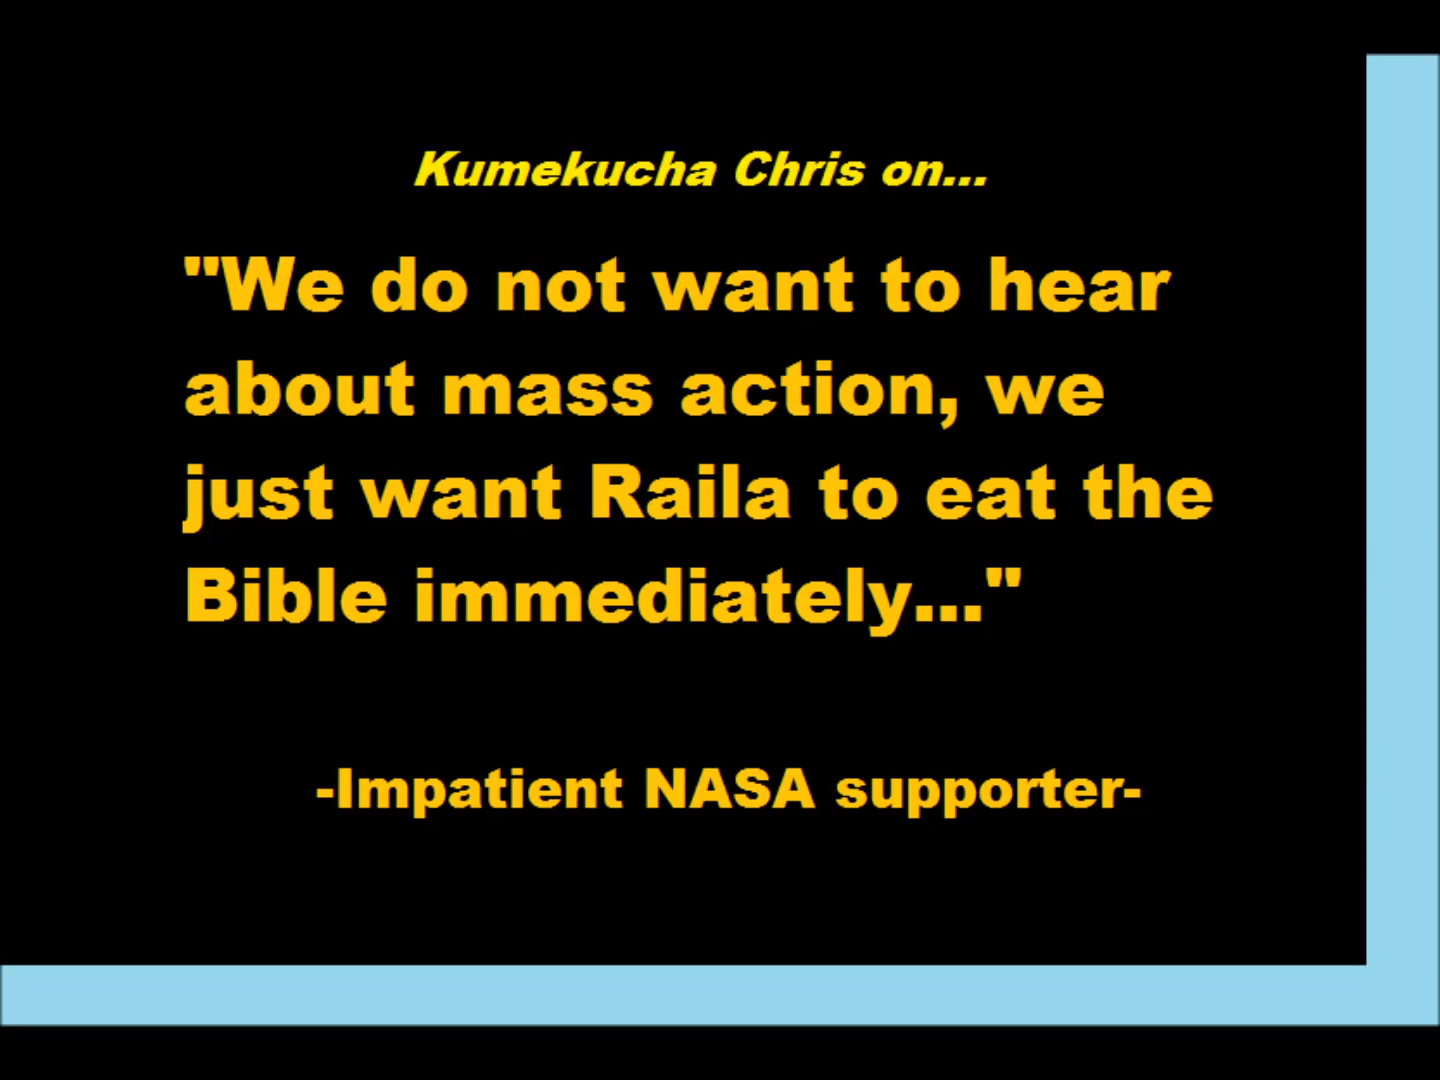 Kumekucha Chris on...
"We do not want to hear
about mass action, we
just want Raila to eat the
Bible immediately..."
-Impatient NASA supporter-